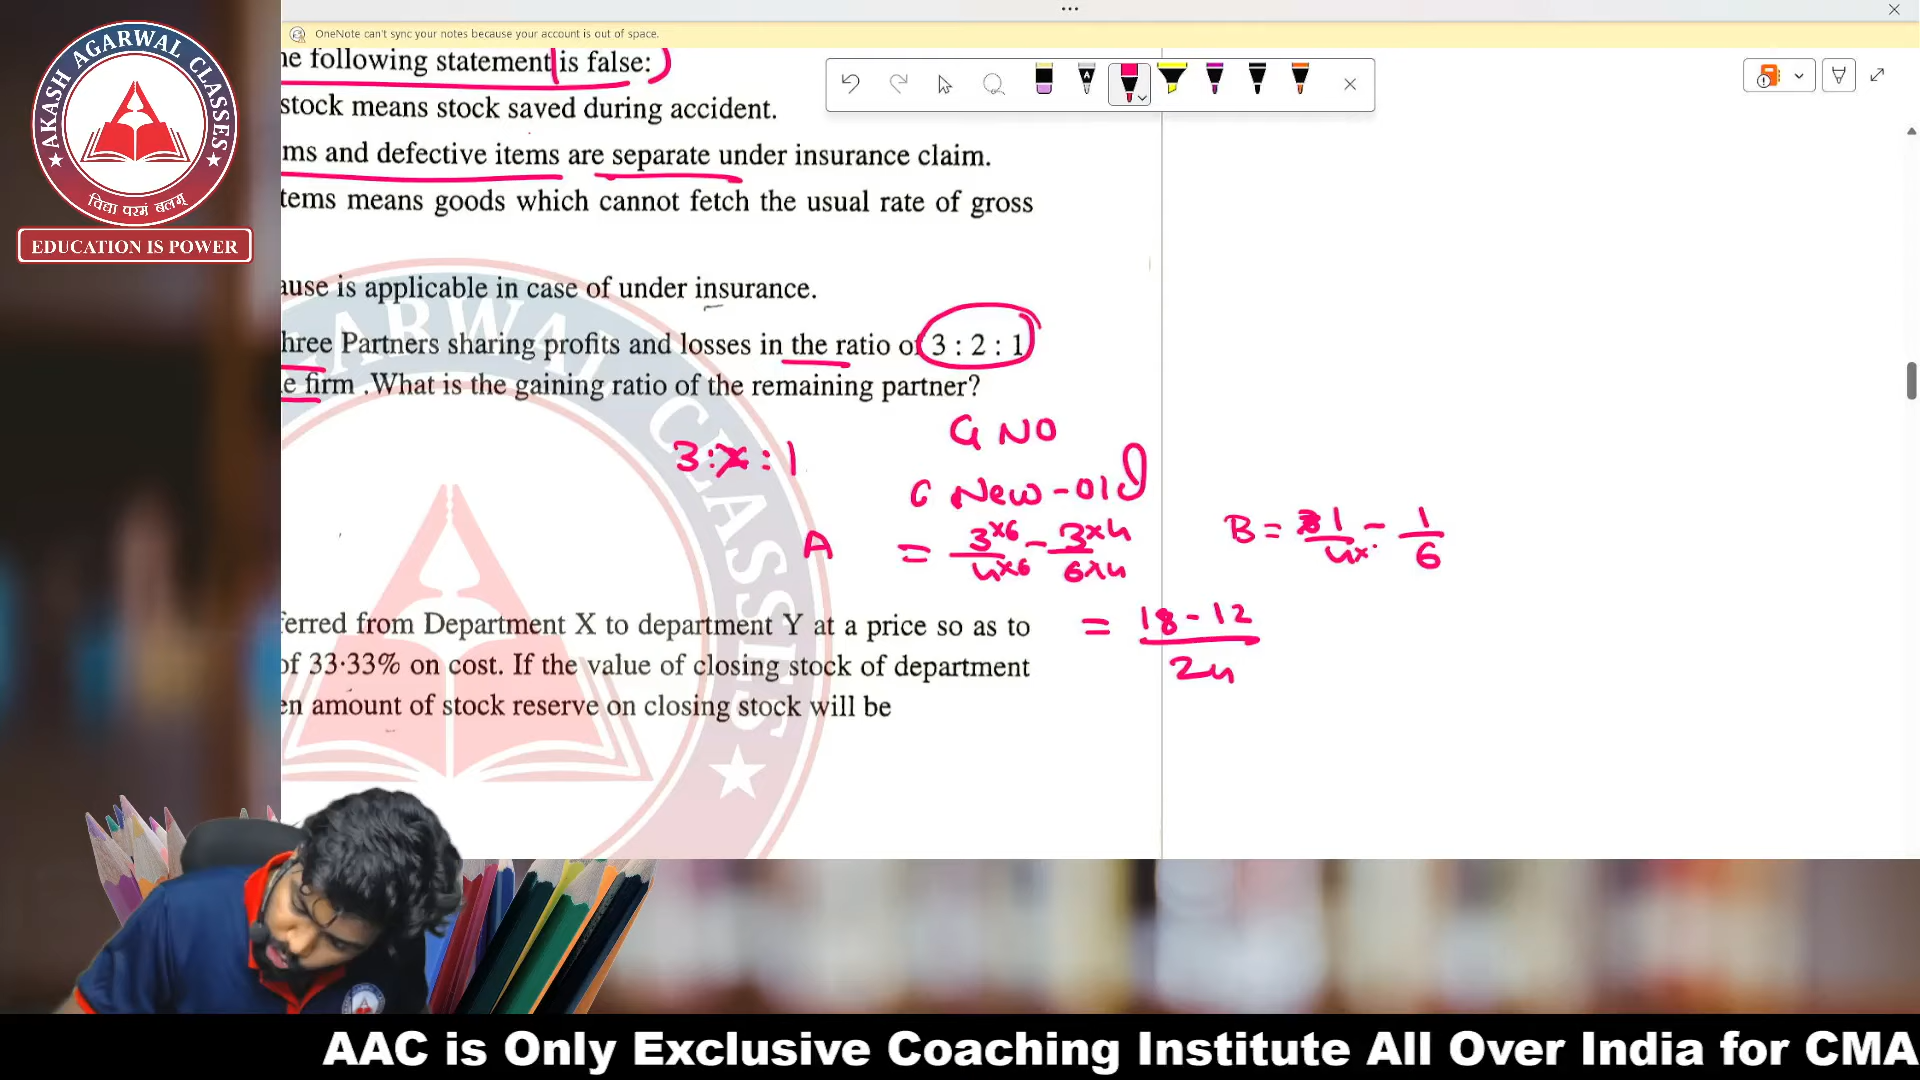 OneNote can't sync your notes because your account is out of space.
AKASH AGARWAL CLASSES
विद्या परमं बलम्
EDUCATION IS POWER
he following statement is false:
stock means stock saved during accident.
ms and defective items are separate under insurance claim.
tems means goods which cannot fetch the usual rate of gross
ause is applicable in case of under insurance.
hree Partners sharing profits and losses in the ratio of 3 : 2 : 1
e firm .What is the gaining ratio of the remaining partner?
G NO
3 : 2 : 1
G New - Old
A = 3×6/4×6 - 3×4/6×4
B = 1/4× - 1/6
= 18 - 12 / 24
ferred from Department X to department Y at a price so as to
of 33·33% on cost. If the value of closing stock of department
en amount of stock reserve on closing stock will be
GARWAL CLASSES
AAC is Only Exclusive Coaching Institute All Over India for CMA